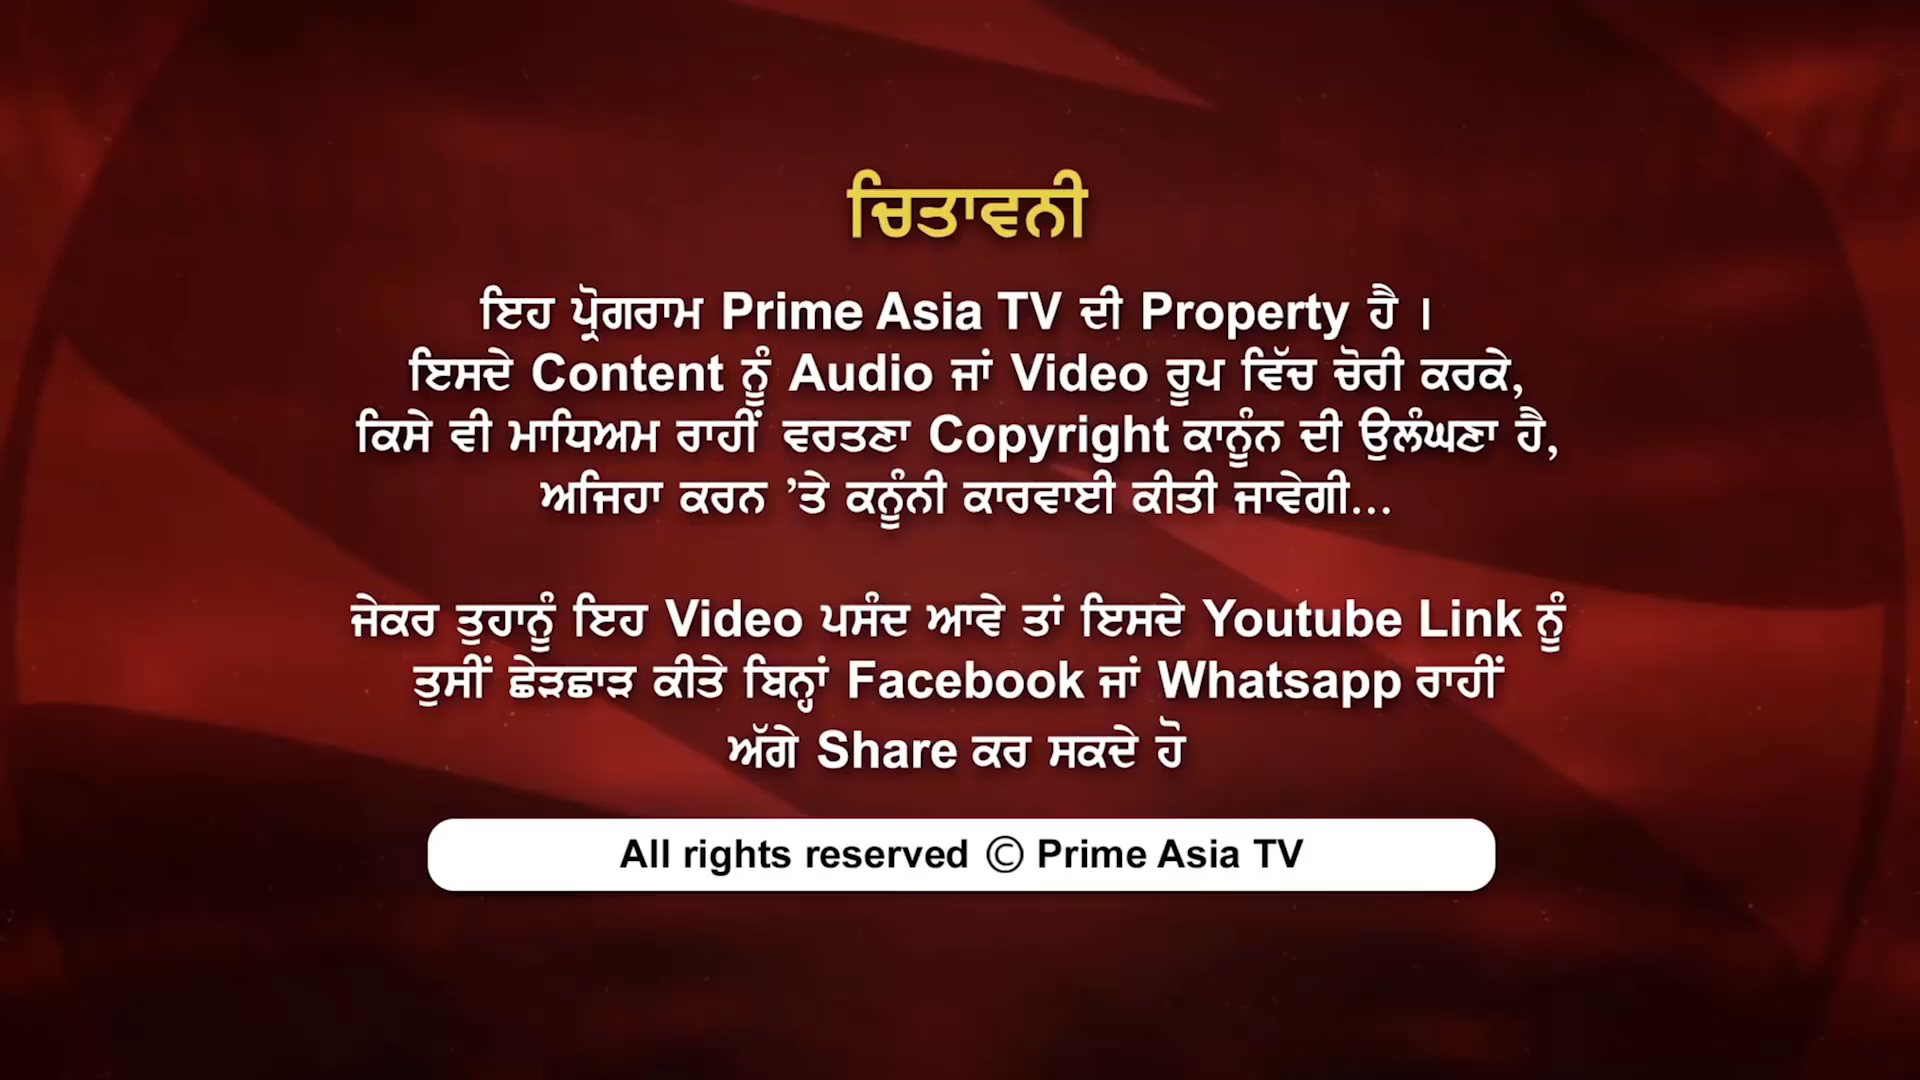 ਚਿਤਾਵਨੀ
ਇਹ ਪ੍ਰੋਗਰਾਮ Prime Asia TV ਦੀ Property ਹੈ ।
ਇਸਦੇ Content ਨੂੰ Audio ਜਾਂ Video ਰੂਪ ਵਿੱਚ ਚੋਰੀ ਕਰਕੇ,
ਕਿਸੇ ਵੀ ਮਾਧਿਅਮ ਰਾਹੀਂ ਵਰਤਣਾ Copyright ਕਾਨੂੰਨ ਦੀ ਉਲੰਘਣਾ ਹੈ,
ਅਜਿਹਾ ਕਰਨ ’ਤੇ ਕਨੂੰਨੀ ਕਾਰਵਾਈ ਕੀਤੀ ਜਾਵੇਗੀ...
ਜੇਕਰ ਤੁਹਾਨੂੰ ਇਹ Video ਪਸੰਦ ਆਵੇ ਤਾਂ ਇਸਦੇ Youtube Link ਨੂੰ
ਤੁਸੀਂ ਛੇੜਛਾੜ ਕੀਤੇ ਬਿਨ੍ਹਾਂ Facebook ਜਾਂ Whatsapp ਰਾਹੀਂ
ਅੱਗੇ Share ਕਰ ਸਕਦੇ ਹੋ
All rights reserved © Prime Asia TV